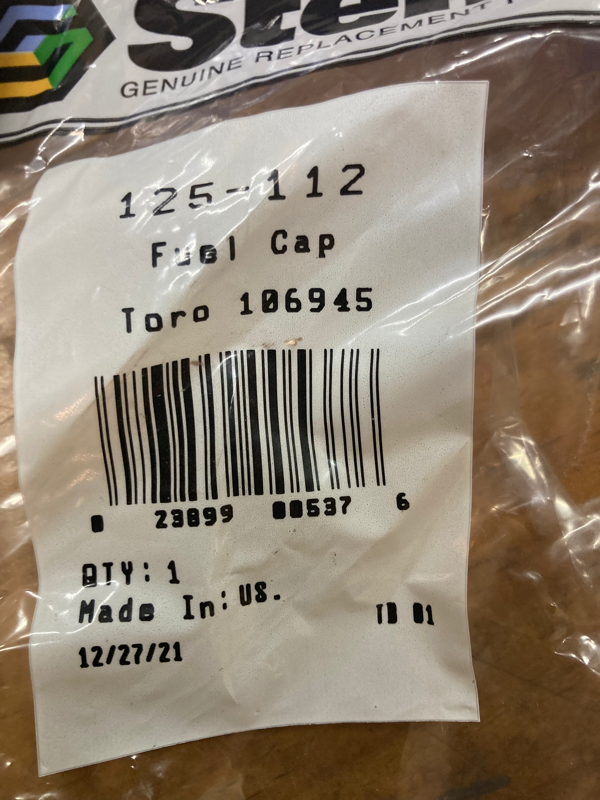 Sten
GENUINE REPLACEMENT
125-112
Fuel Cap
Toro 106945
0 23899 00537 6
QTY: 1
Made In: US.
01
12/27/21